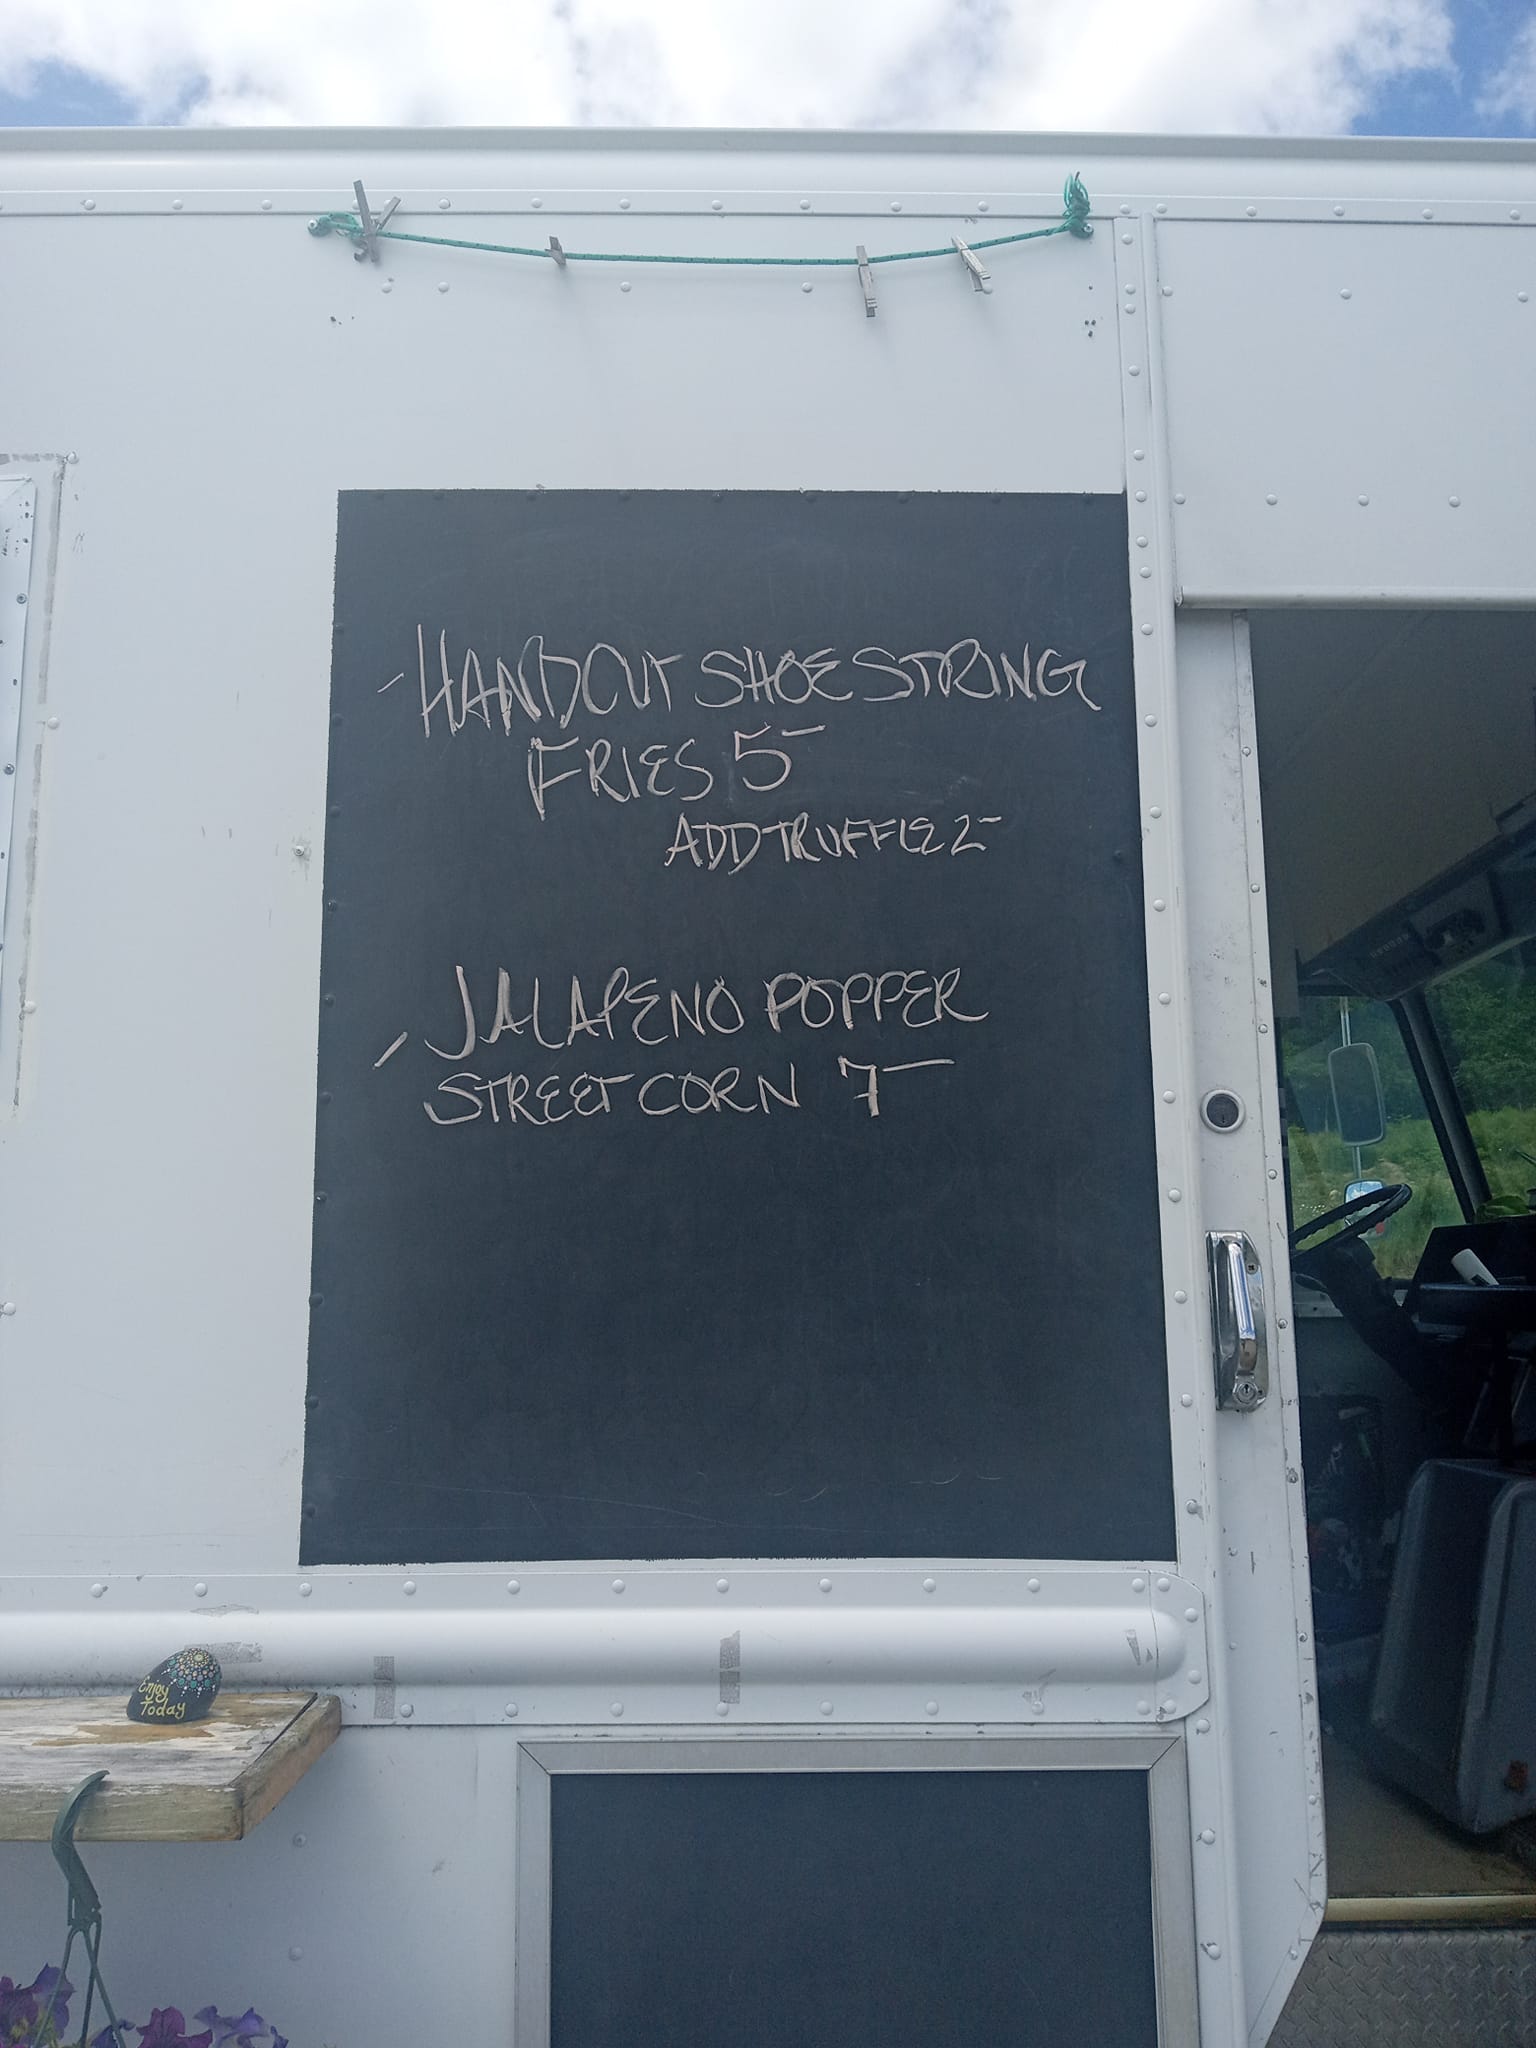 - HANDCUT SHOESTRING
FRIES 5-
ADD TRUFFLE 2-
- JALAPENO POPPER
STREET CORN 7-
Enjoy
Today